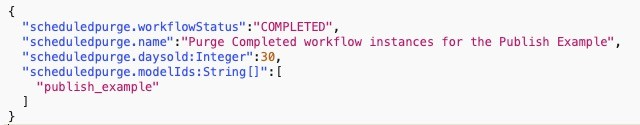 {
  "scheduledpurge.workflowStatus":"COMPLETED",
  "scheduledpurge.name":"Purge Completed workflow instances for the Publish Example",
  "scheduledpurge.daysold:Integer":30,
  "scheduledpurge.modelIds:String[]":[
    "publish_example"
  ]
}